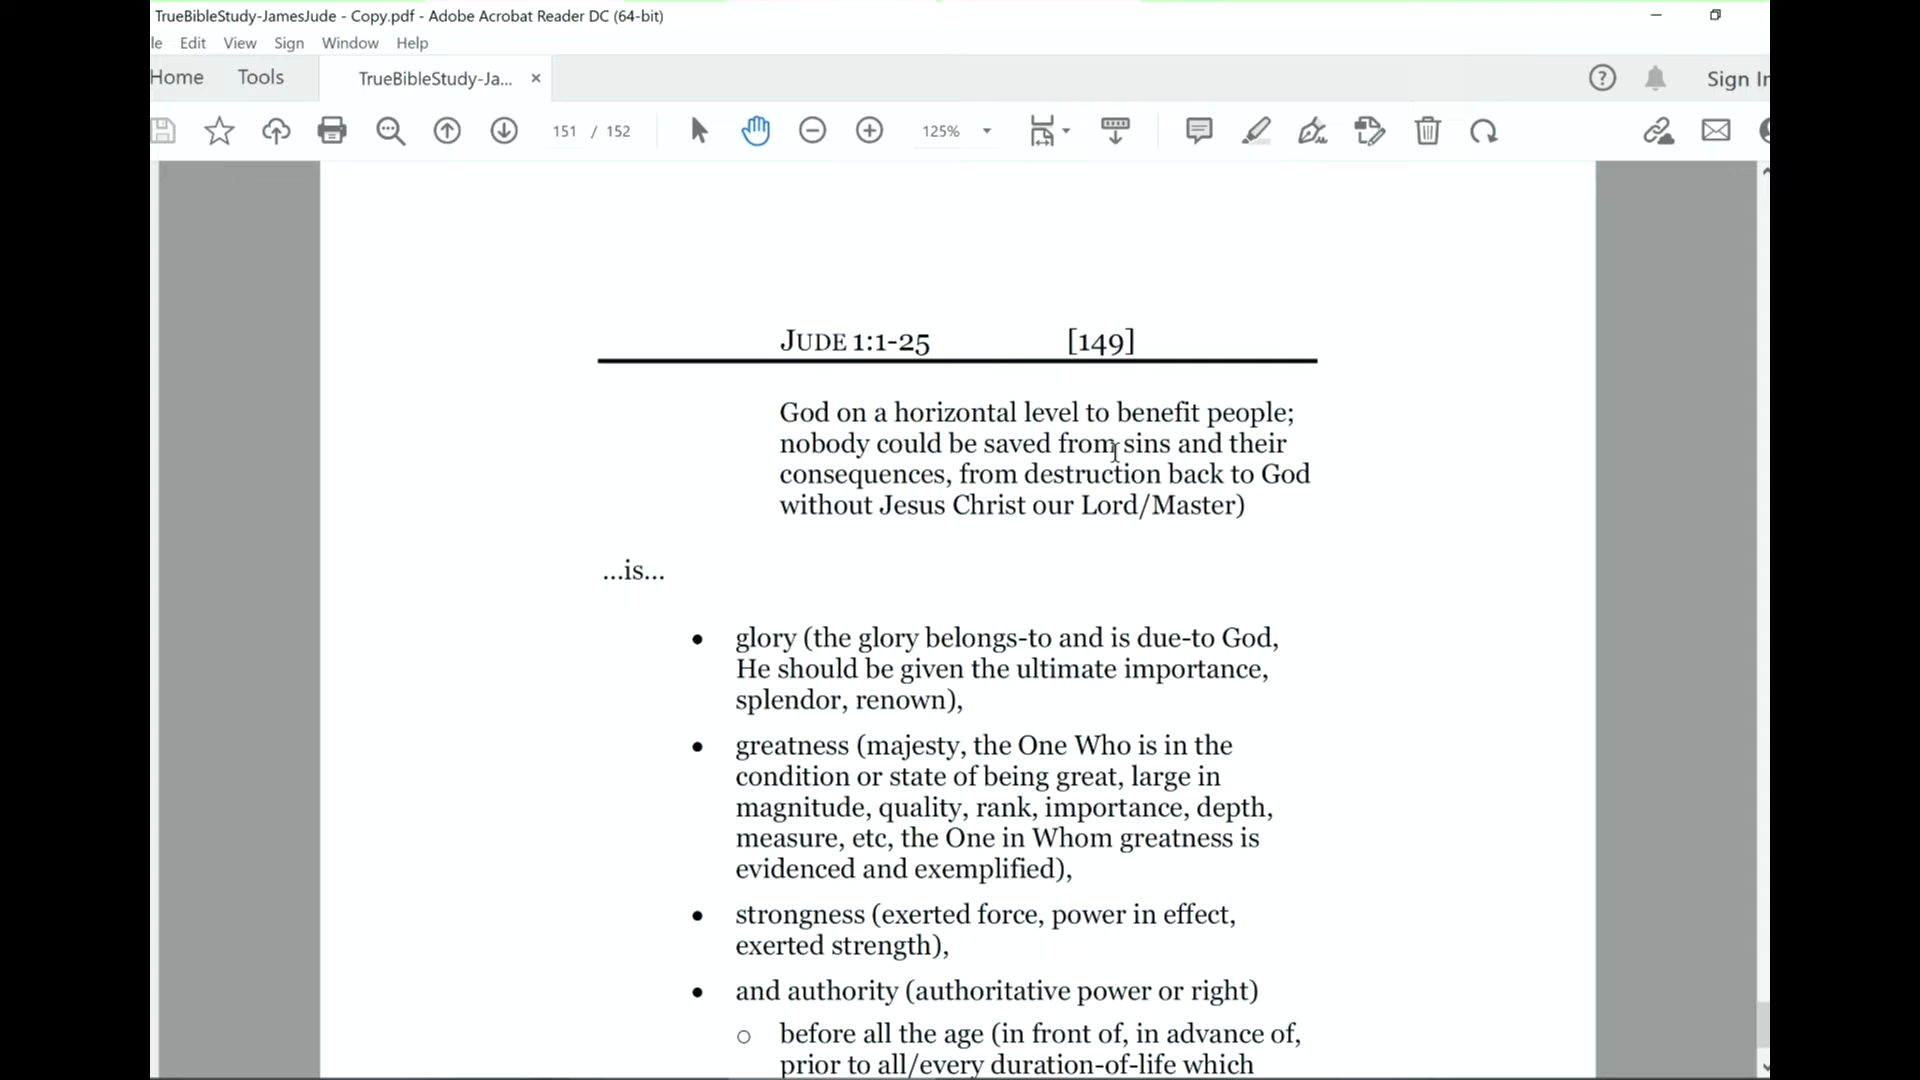 TrueBibleStudy-JamesJude - Copy.pdf - Adobe Acrobat Reader DC (64-bit)
le Edit View Sign Window Help
Home Tools TrueBibleStudy-Ja... × Sign In
151 / 152 125%
JUDE 1:1-25 [149]
God on a horizontal level to benefit people;
nobody could be saved from sins and their
consequences, from destruction back to God
without Jesus Christ our Lord/Master)
...is...
• glory (the glory belongs-to and is due-to God,
He should be given the ultimate importance,
splendor, renown),
• greatness (majesty, the One Who is in the
condition or state of being great, large in
magnitude, quality, rank, importance, depth,
measure, etc, the One in Whom greatness is
evidenced and exemplified),
• strongness (exerted force, power in effect,
exerted strength),
• and authority (authoritative power or right)
○ before all the age (in front of, in advance of,
prior to all/every duration-of-life which